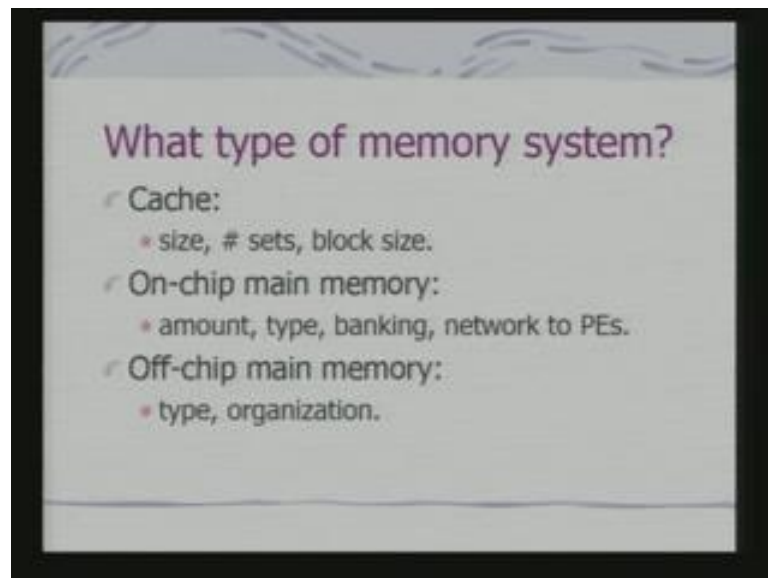 What type of memory system?
Cache:
size, # sets, block size.
On-chip main memory:
amount, type, banking, network to PEs.
Off-chip main memory:
type, organization.